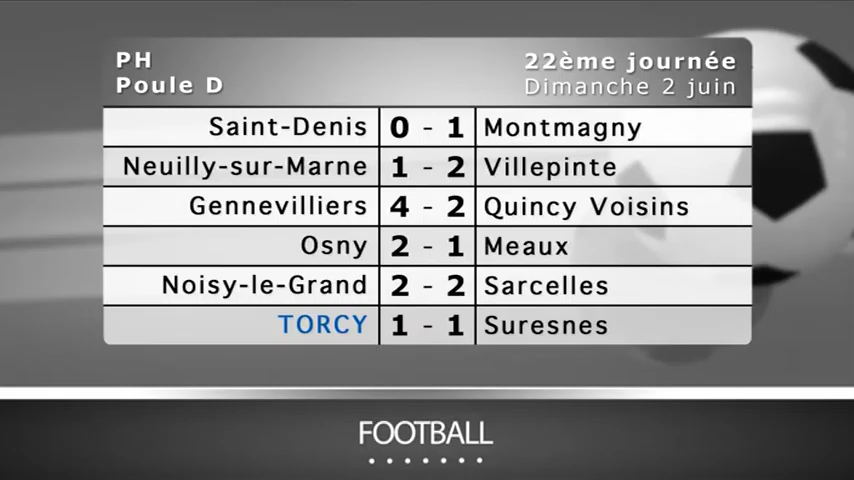 PH
Poule D
22ème journée
Dimanche 2 juin
Saint-Denis 0 - 1 Montmagny
Neuilly-sur-Marne 1 - 2 Villepinte
Gennevilliers 4 - 2 Quincy Voisins
Osny 2 - 1 Meaux
Noisy-le-Grand 2 - 2 Sarcelles
TORCY 1 - 1 Suresnes
FOOTBALL